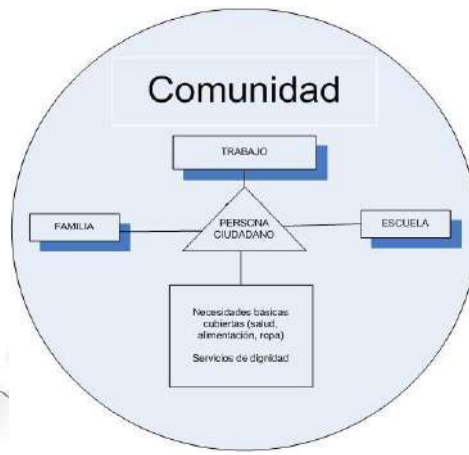 Comunidad
TRABAJO
FAMILIA
PERSONA
CIUDADANO
ESCUELA
Necesidades básicas
cubiertas (salud,
alimentación, ropa)
Servicios de dignidad